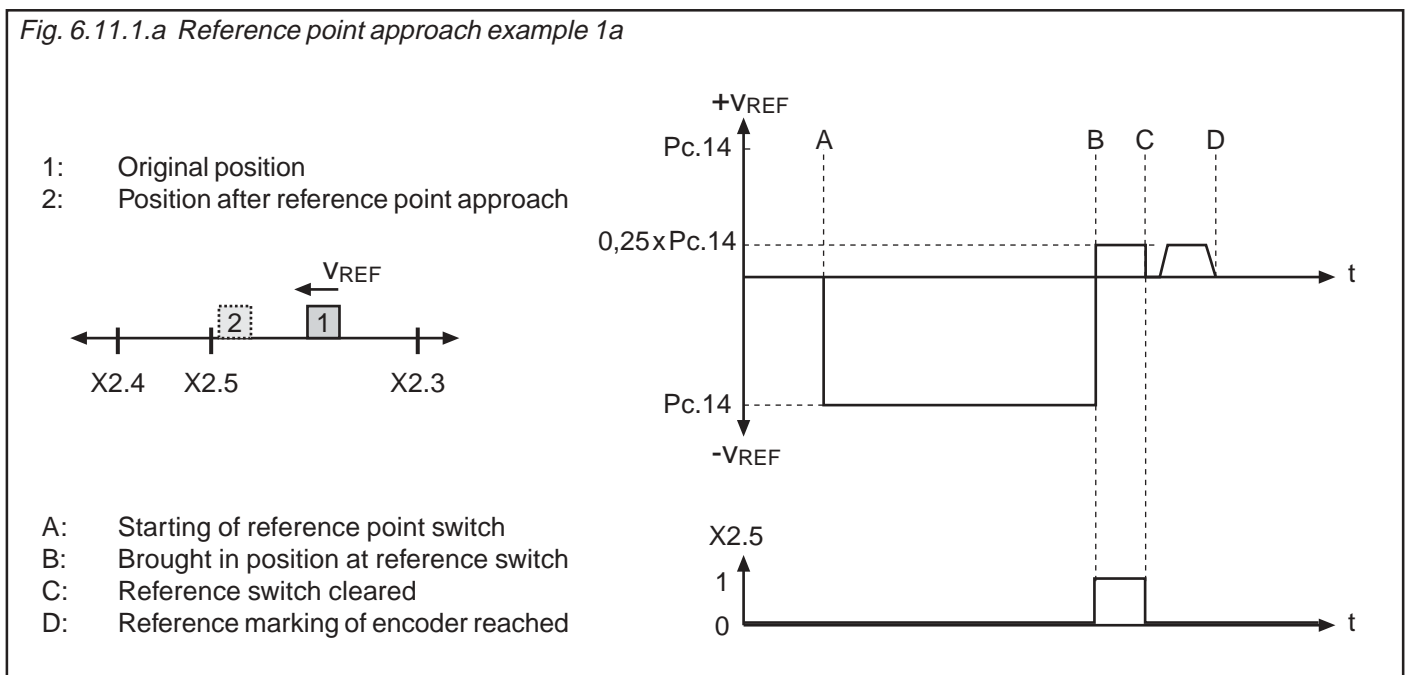 Fig. 6.11.1.a Reference point approach example 1a
1: Original position
2: Position after reference point approach
vREF
2 1
X2.4 X2.5 X2.3
A: Starting of reference point switch
B: Brought in position at reference switch
C: Reference switch cleared
D: Reference marking of encoder reached
+vREF
Pc.14
A B C D
0,25xPc.14
t
Pc.14
-vREF
X2.5
1
0
t